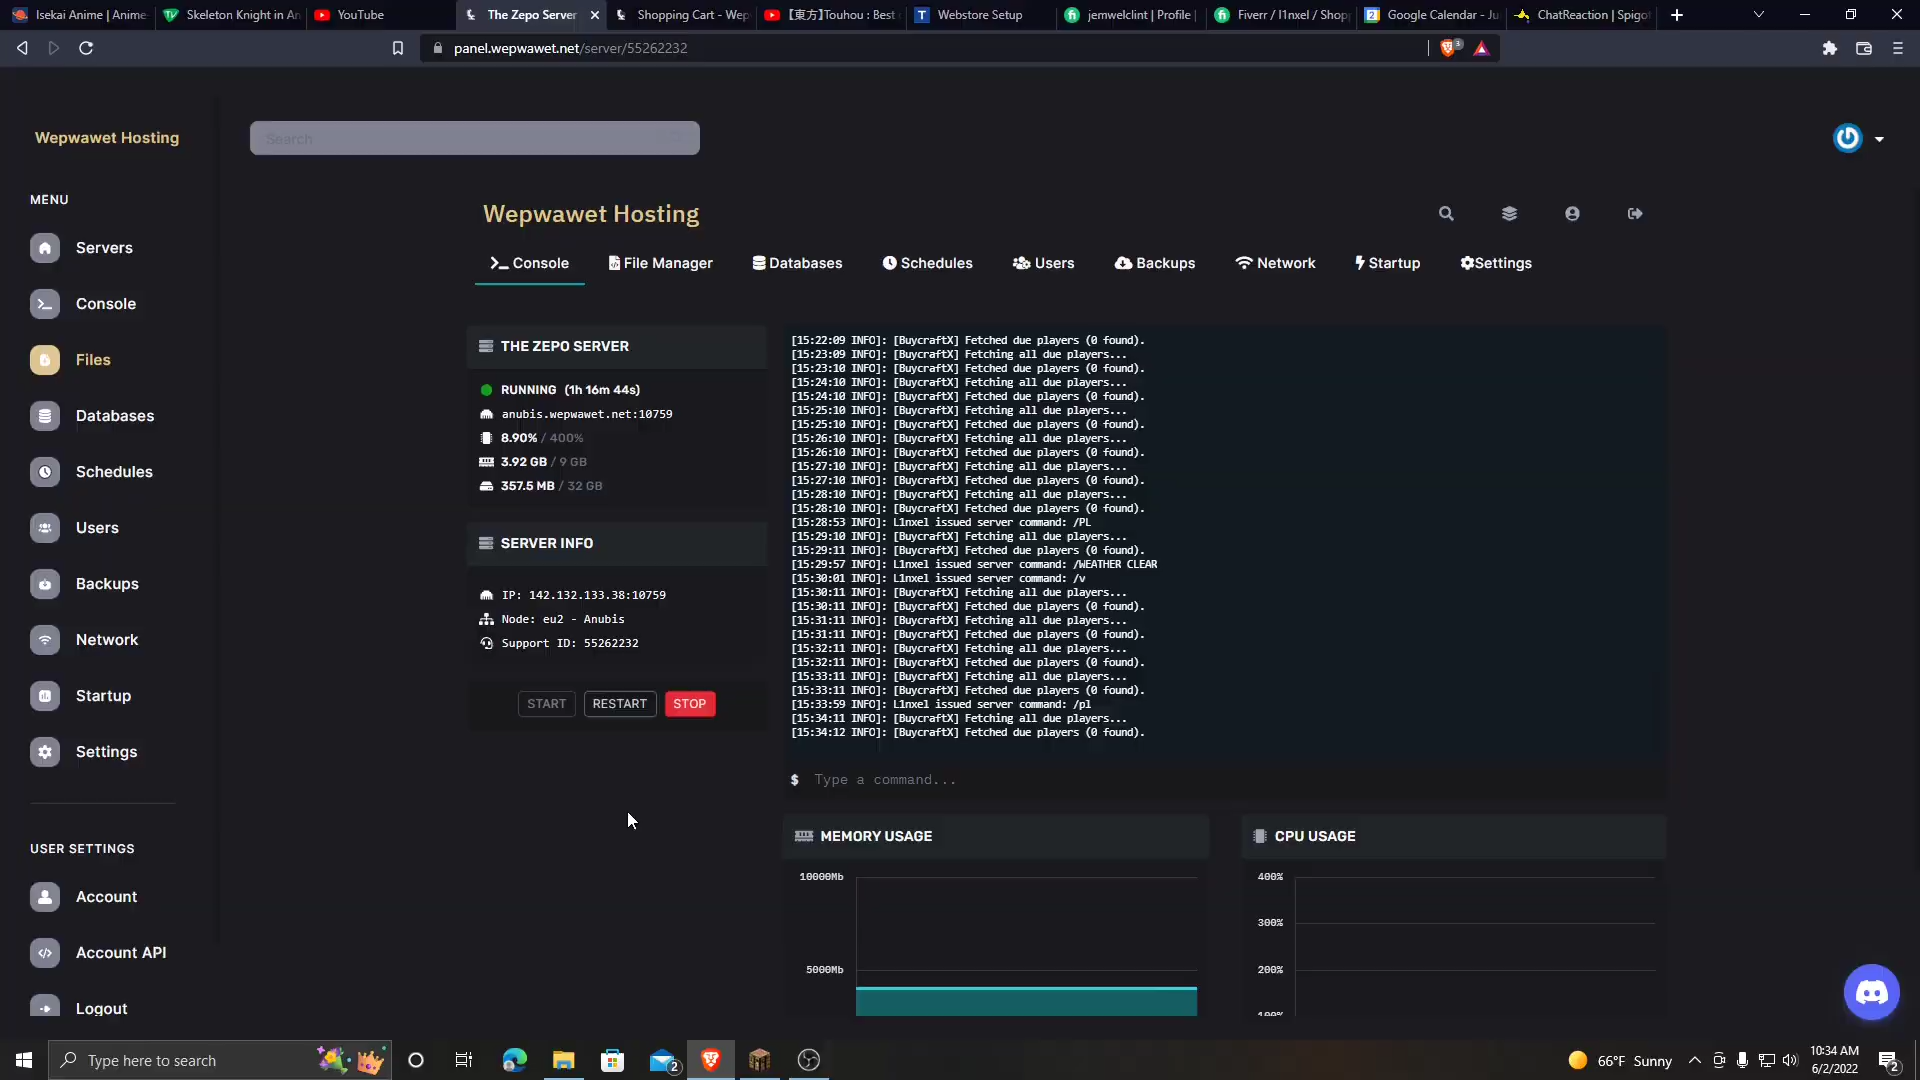 Isekai Anime | Anime-
Skeleton Knight in An
YouTube
The Zepo Server
Shopping Cart - Wep
【東方】Touhou : Best
Webstore Setup
jemwelclint | Profile |
Fiverr / l1nxel / Shopp
Google Calendar - Ju
ChatReaction | Spigot
panel.wepwawet.net/server/55262232
3
Wepwawet Hosting
Search
MENU
Servers
Console
Files
Databases
Schedules
Users
Backups
Network
Startup
Settings
USER SETTINGS
Account
Account API
Logout
Wepwawet Hosting
Console
File Manager
Databases
Schedules
Users
Backups
Network
Startup
Settings
THE ZEPO SERVER
RUNNING (1h 16m 44s)
anubis.wepwawet.net:10759
8.90% / 400%
3.92 GB / 9 GB
357.5 MB / 32 GB
SERVER INFO
IP: 142.132.133.38:10759
Node: eu2 - Anubis
Support ID: 55262232
START RESTART STOP
[15:22:09 INFO]: [BuycraftX] Fetched due players (0 found).
[15:23:09 INFO]: [BuycraftX] Fetching all due players...
[15:23:10 INFO]: [BuycraftX] Fetched due players (0 found).
[15:24:10 INFO]: [BuycraftX] Fetching all due players...
[15:24:10 INFO]: [BuycraftX] Fetched due players (0 found).
[15:25:10 INFO]: [BuycraftX] Fetching all due players...
[15:25:10 INFO]: [BuycraftX] Fetched due players (0 found).
[15:26:10 INFO]: [BuycraftX] Fetching all due players...
[15:26:10 INFO]: [BuycraftX] Fetched due players (0 found).
[15:27:10 INFO]: [BuycraftX] Fetching all due players...
[15:27:10 INFO]: [BuycraftX] Fetched due players (0 found).
[15:28:10 INFO]: [BuycraftX] Fetching all due players...
[15:28:10 INFO]: [BuycraftX] Fetched due players (0 found).
[15:28:53 INFO]: L1nxel issued server command: /PL
[15:29:10 INFO]: [BuycraftX] Fetching all due players...
[15:29:11 INFO]: [BuycraftX] Fetched due players (0 found).
[15:29:57 INFO]: L1nxel issued server command: /WEATHER CLEAR
[15:30:01 INFO]: L1nxel issued server command: /v
[15:30:11 INFO]: [BuycraftX] Fetching all due players...
[15:30:11 INFO]: [BuycraftX] Fetched due players (0 found).
[15:31:11 INFO]: [BuycraftX] Fetching all due players...
[15:31:11 INFO]: [BuycraftX] Fetched due players (0 found).
[15:32:11 INFO]: [BuycraftX] Fetching all due players...
[15:32:11 INFO]: [BuycraftX] Fetched due players (0 found).
[15:33:11 INFO]: [BuycraftX] Fetching all due players...
[15:33:11 INFO]: [BuycraftX] Fetched due players (0 found).
[15:33:59 INFO]: L1nxel issued server command: /pl
[15:34:11 INFO]: [BuycraftX] Fetching all due players...
[15:34:12 INFO]: [BuycraftX] Fetched due players (0 found).
$ Type a command...
MEMORY USAGE
10000Mb
5000Mb
CPU USAGE
400%
300%
200%
100%
Type here to search
2
66°F Sunny
10:34 AM
6/2/2022
2